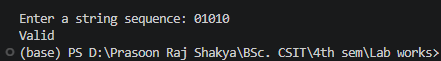 Enter a string sequence: 01010
Valid
(base) PS D:\Prasoon Raj Shakya\BSc. CSIT\4th sem\Lab works>